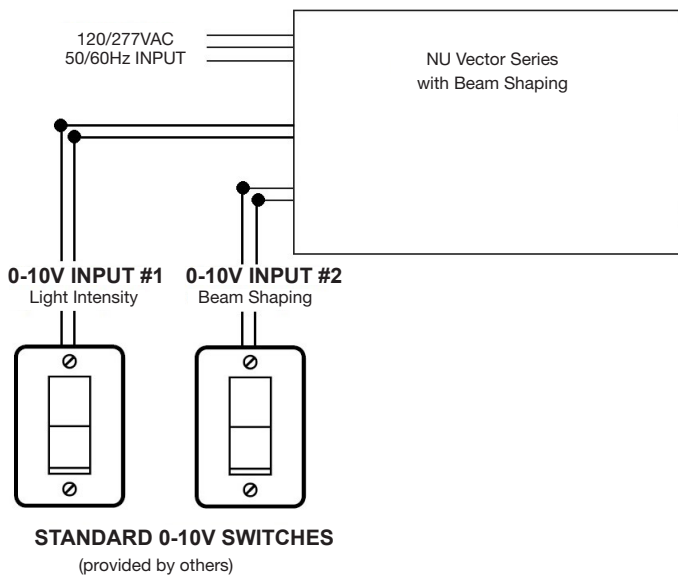 120/277VAC
50/60Hz INPUT
NU Vector Series
with Beam Shaping
0-10V INPUT #1
Light Intensity
0-10V INPUT #2
Beam Shaping
STANDARD 0-10V SWITCHES
(provided by others)